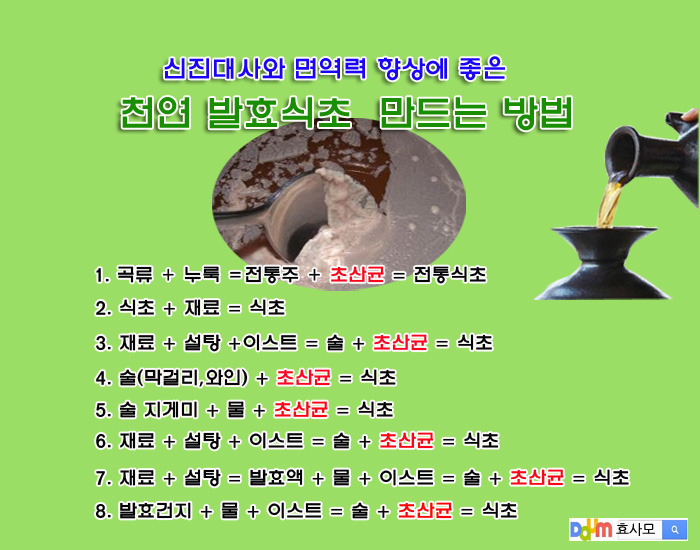 신진대사와 면역력 향상에 좋은
천연 발효식초 만드는 방법
1. 곡류 + 누룩 =전통주 + 초산균 = 전통식초
2. 식초 + 재료 = 식초
3. 재료 + 설탕 +이스트 = 술 + 초산균 = 식초
4. 술(막걸리,와인) + 초산균 = 식초
5. 술 지게미 + 물 + 초산균 = 식초
6. 재료 + 설탕 + 이스트 = 술 + 초산균 = 식초
7. 재료 + 설탕 = 발효액 + 물 + 이스트 = 술 + 초산균 = 식초
8. 발효건지 + 물 + 이스트 = 술 + 초산균 = 식초
Daum 효사모